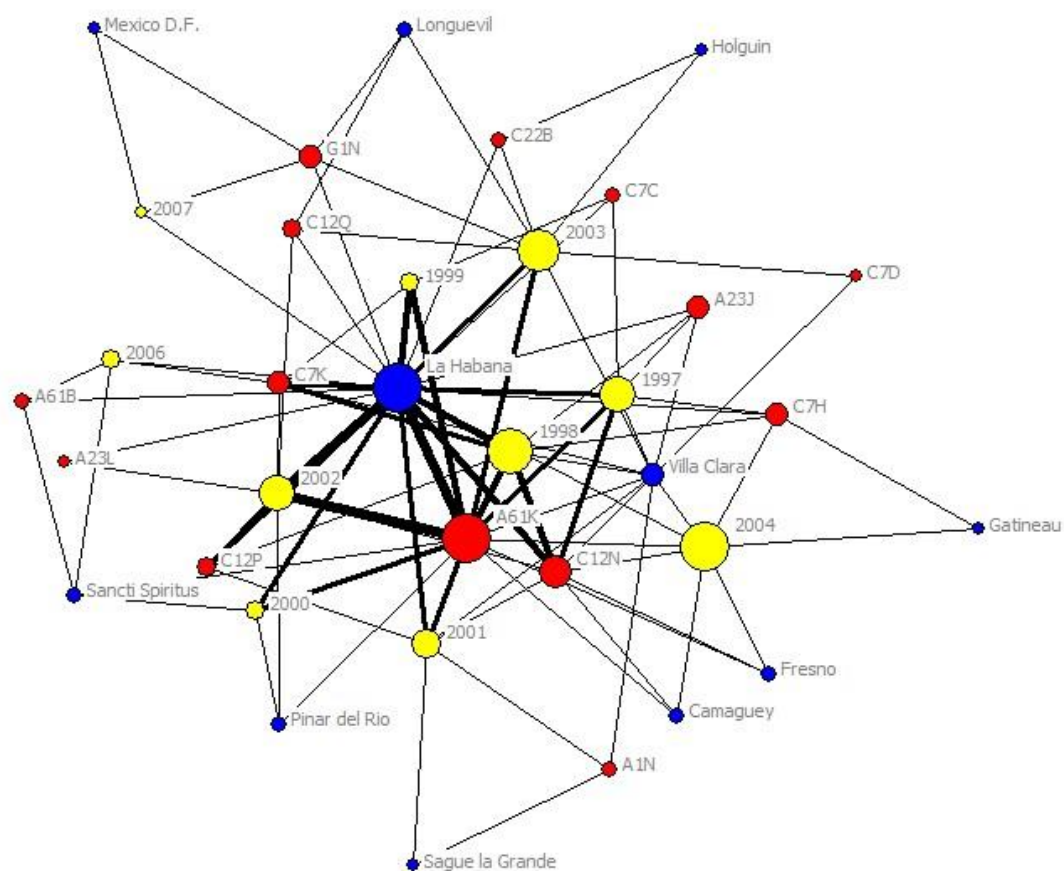 Mexico D.F.
Longuevil
Holguin
C22B
G1N
C7C
2007
C12Q
2003
1999
C7D
A23J
2006
La Habana
C7K
1997
A61B
C7H
1998
A23L
Villa Clara
2002
A61K
2004
Gatineau
C12P
C12N
Sancti Spiritus
2000
2001
Fresno
Pinar del Rio
Camaguey
A1N
Sague la Grande